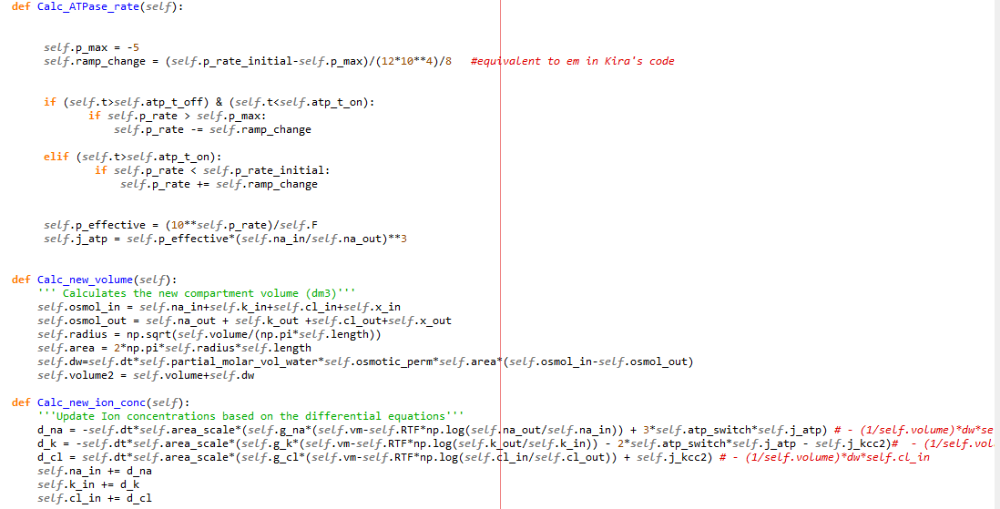 def Calc_ATPase_rate(self):
self.p_max = -5
self.ramp_change = (self.p_rate_initial-self.p_max)/(12*10**4)/8   #equivalent to em in Kira's code
if (self.t>self.atp_t_off) & (self.t<self.atp_t_on):
if self.p_rate > self.p_max:
self.p_rate -= self.ramp_change
elif (self.t>self.atp_t_on):
if self.p_rate < self.p_rate_initial:
self.p_rate += self.ramp_change
self.p_effective = (10**self.p_rate)/self.F
self.j_atp = self.p_effective*(self.na_in/self.na_out)**3
def Calc_new_volume(self):
''' Calculates the new compartment volume (dm3)'''
self.osmol_in = self.na_in+self.k_in+self.cl_in+self.x_in
self.osmol_out = self.na_out + self.k_out +self.cl_out+self.x_out
self.radius = np.sqrt(self.volume/(np.pi*self.length))
self.area = 2*np.pi*self.radius*self.length
self.dw=self.dt*self.partial_molar_vol_water*self.osmotic_perm*self.area*(self.osmol_in-self.osmol_out)
self.volume2 = self.volume+self.dw
def Calc_new_ion_conc(self):
'''Update Ion concentrations based on the differential equations'''
d_na = -self.dt*self.area_scale*(self.g_na*(self.vm-self.RTF*np.log(self.na_out/self.na_in)) + 3*self.atp_switch*self.j_atp) # - (1/self.volume)*dw*se
d_k = -self.dt*self.area_scale*(self.g_k*(self.vm-self.RTF*np.log(self.k_out/self.k_in)) - 2*self.atp_switch*self.j_atp - self.j_kcc2)#  - (1/self.vol
d_cl = self.dt*self.area_scale*(self.g_cl*(self.vm-self.RTF*np.log(self.cl_in/self.cl_out)) + self.j_kcc2) # - (1/self.volume)*dw*self.cl_in
self.na_in += d_na
self.k_in += d_k
self.cl_in += d_cl